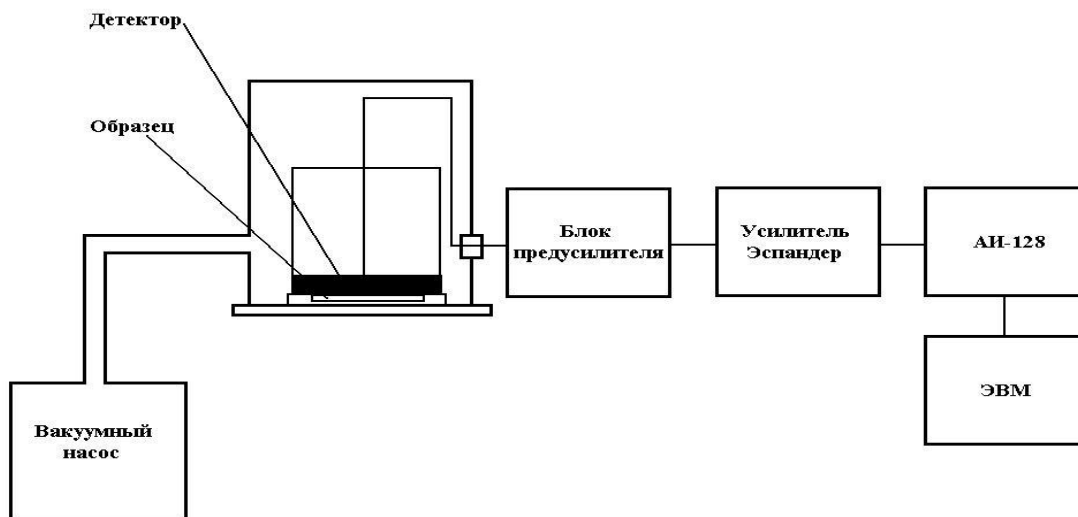 Детектор
Образец
Блок
предусилителя
Усилитель
Эспандер
АИ-128
ЭВМ
Вакуумный
насос